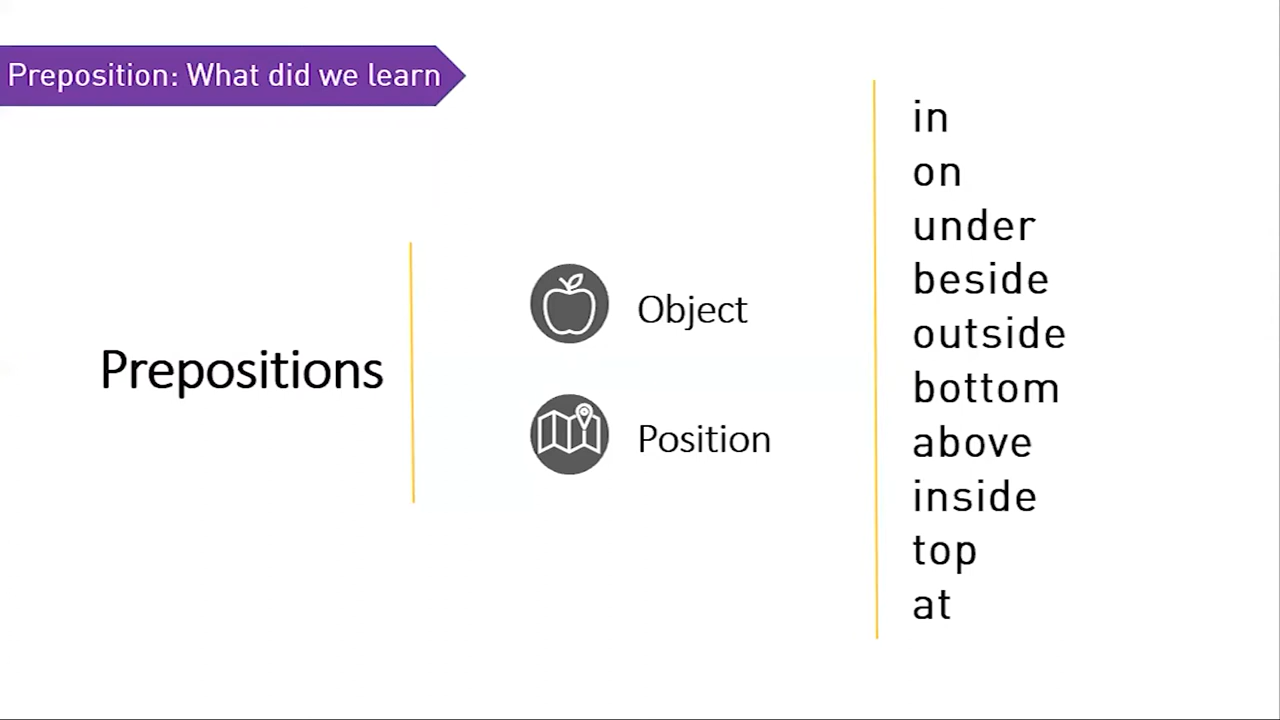 Preposition: What did we learn
Prepositions
Object
Position
in
on
under
beside
outside
bottom
above
inside
top
at